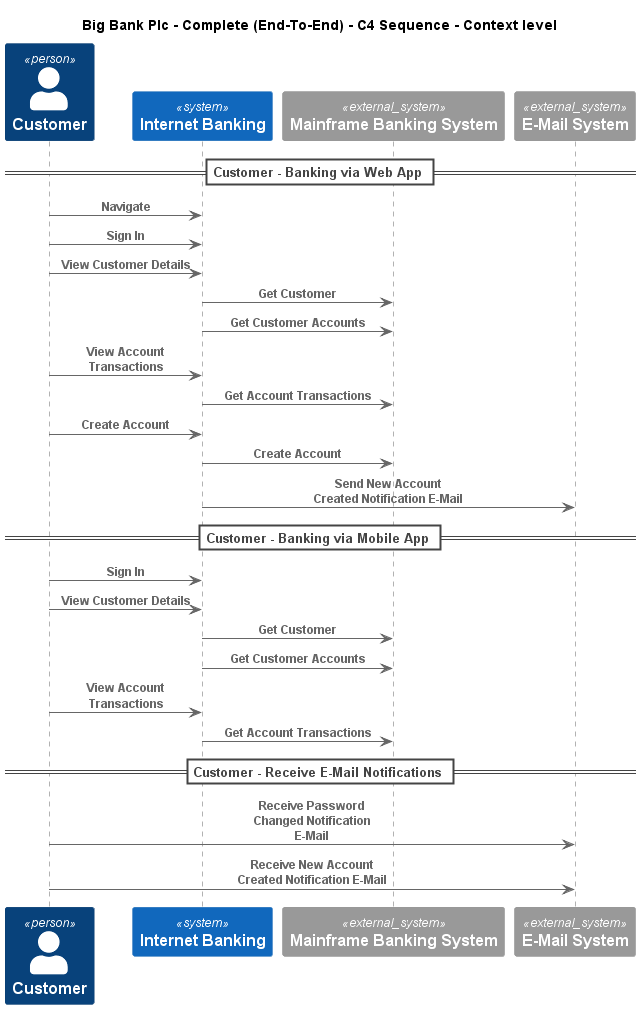 Big Bank Plc - Complete (End-To-End) - C4 Sequence - Context level
«person»
Customer
«system»
Internet Banking
«external_system»
Mainframe Banking System
«external_system»
E-Mail System
Customer - Banking via Web App
Navigate
Sign In
View Customer Details
Get Customer
Get Customer Accounts
View Account
Transactions
Get Account Transactions
Create Account
Create Account
Send New Account
Created Notification E-Mail
Customer - Banking via Mobile App
Sign In
View Customer Details
Get Customer
Get Customer Accounts
View Account
Transactions
Get Account Transactions
Customer - Receive E-Mail Notifications
Receive Password
Changed Notification
E-Mail
Receive New Account
Created Notification E-Mail
«person»
Customer
«system»
Internet Banking
«external_system»
Mainframe Banking System
«external_system»
E-Mail System